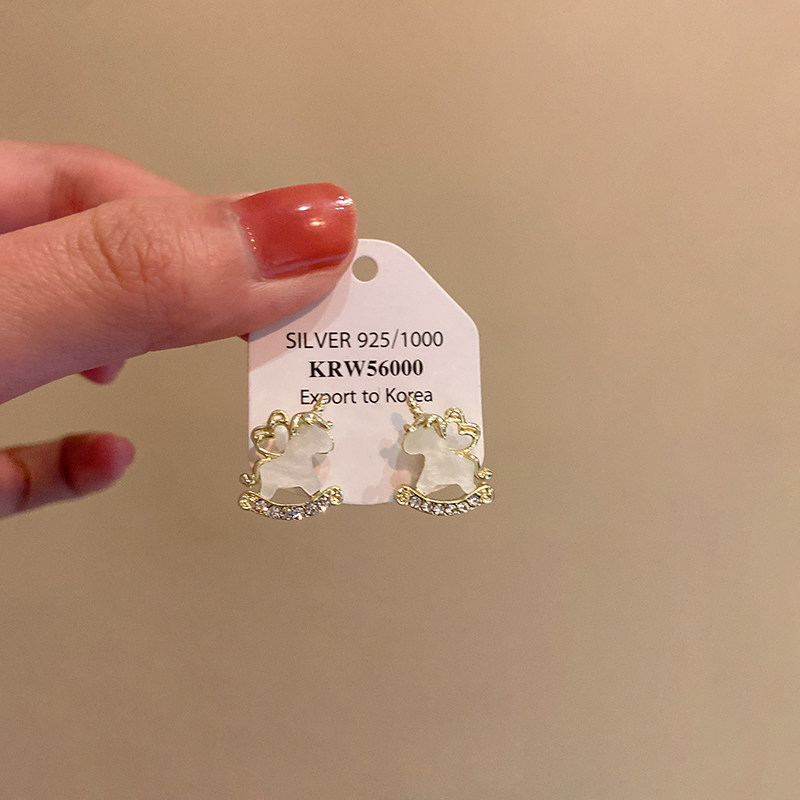 SILVER 925/1000
KRW56000
Export to Korea